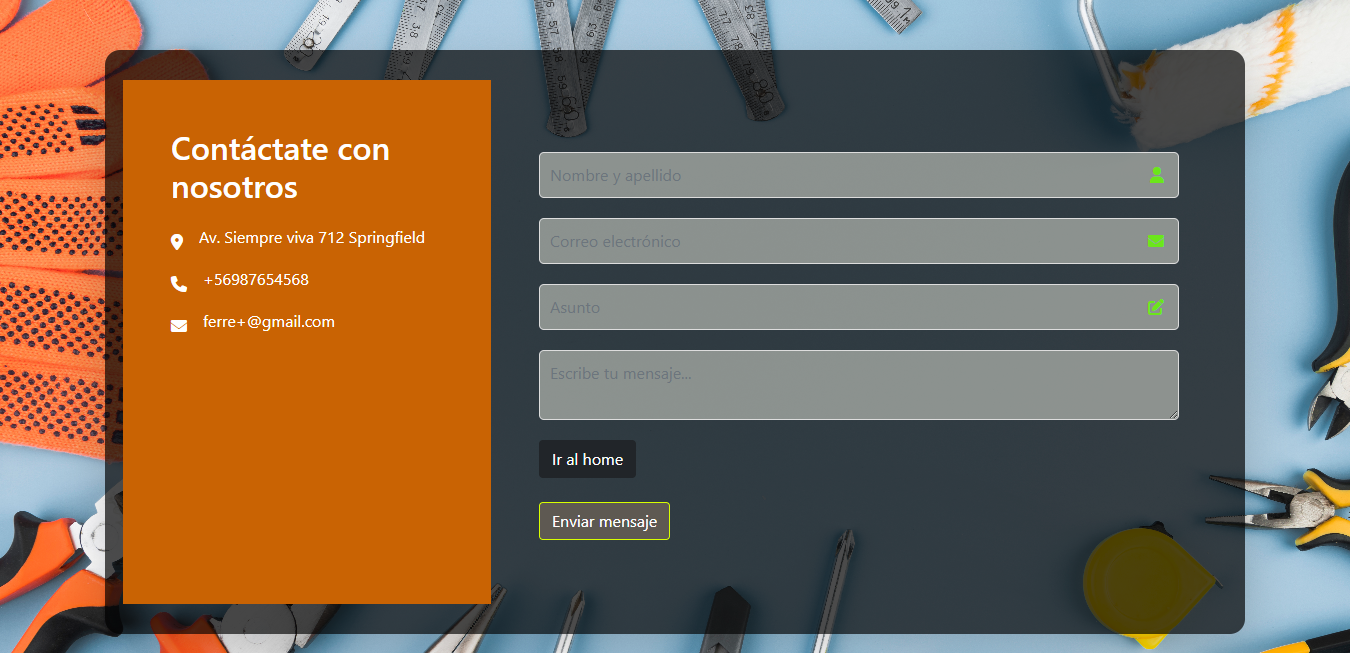 Contáctate con
nosotros
Av. Siempre viva 712 Springfield
+56987654568
ferre+@gmail.com
Nombre y apellido
Correo electrónico
Asunto
Escribe tu mensaje...
Ir al home
Enviar mensaje